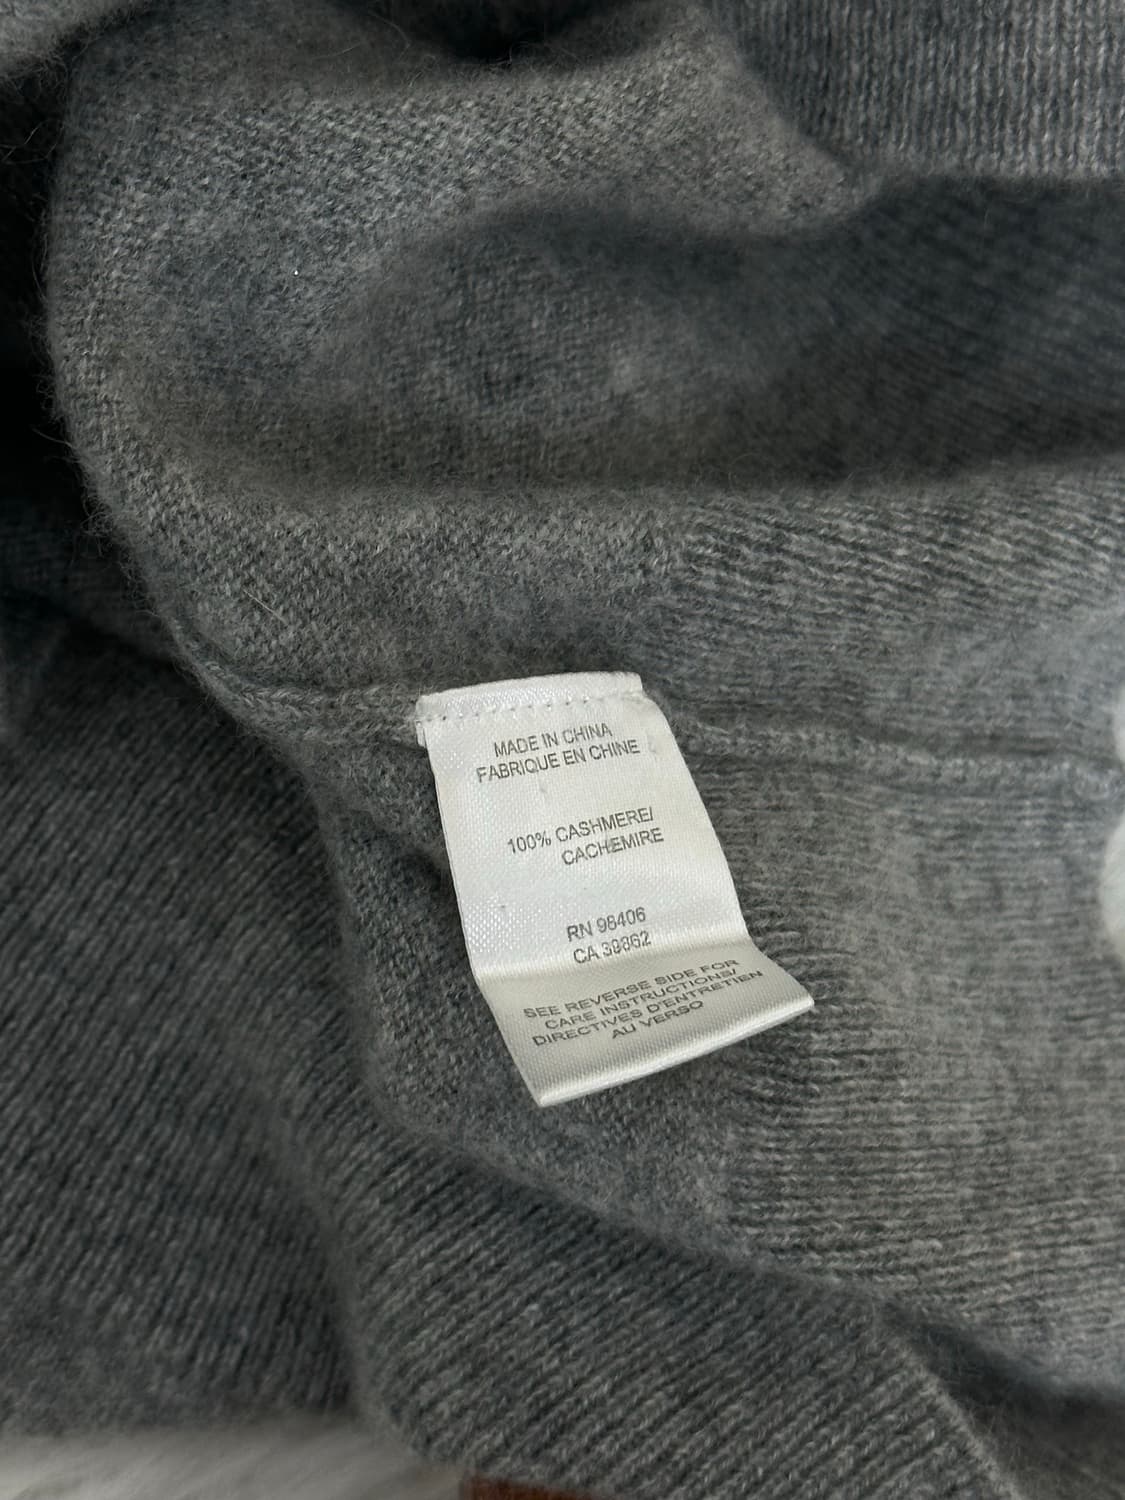 MADE IN CHINA
FABRIQUE EN CHINE
100% CASHMERE/
CACHEMIRE
RN 98406
CA 39862
SEE REVERSE SIDE FOR
CARE INSTRUCTIONS/
DIRECTIVES D'ENTRETIEN
AU VERSO